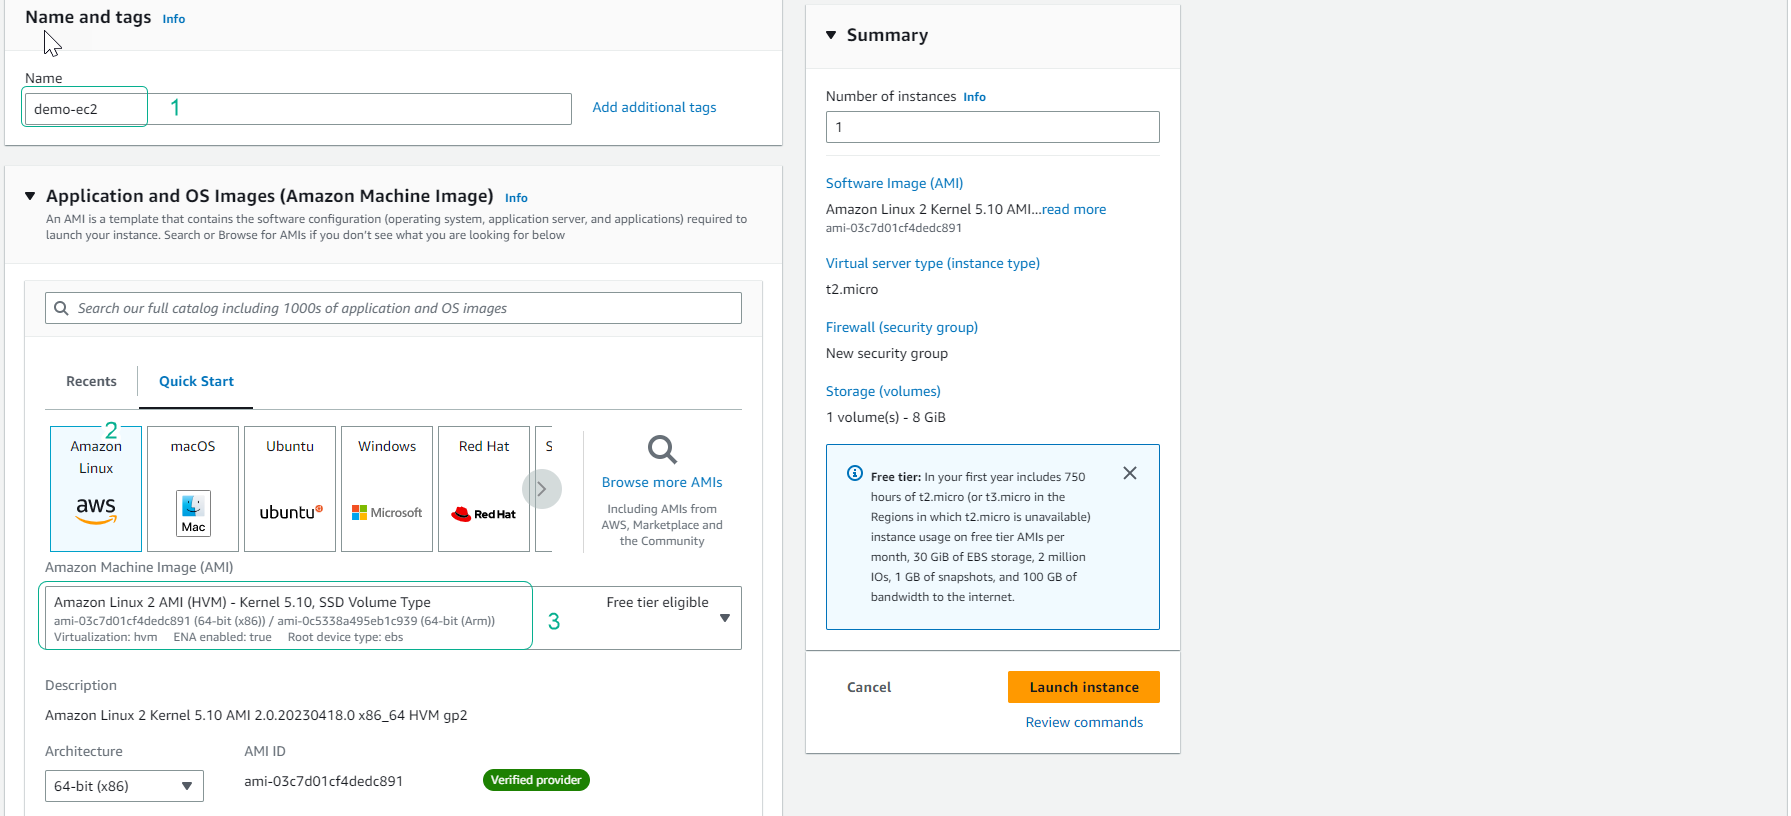 Name and tags Info
Name
demo-ec2
1
Add additional tags
Application and OS Images (Amazon Machine Image) Info
An AMI is a template that contains the software configuration (operating system, application server, and applications) required to
launch your instance. Search or Browse for AMIs if you don't see what you are looking for below
Search our full catalog including 1000s of application and OS images
Recents
Quick Start
2
Amazon
Linux
aws
macOS
Mac
Ubuntu
ubuntu
Windows
Microsoft
Red Hat
Red Hat
S
Browse more AMIs
Including AMIs from
AWS, Marketplace and
the Community
Amazon Machine Image (AMI)
Amazon Linux 2 AMI (HVM) - Kernel 5.10, SSD Volume Type
Free tier eligible
ami-03c7d01cf4dedc891 (64-bit (x86)) / ami-0c5338a495eb1c939 (64-bit (Arm))
Virtualization: hvm ENA enabled: true Root device type: ebs
3
Description
Amazon Linux 2 Kernel 5.10 AMI 2.0.20230418.0 x86_64 HVM gp2
Architecture
AMI ID
64-bit (x86)
ami-03c7d01cf4dedc891
Verified provider
Summary
Number of instances Info
1
Software Image (AMI)
Amazon Linux 2 Kernel 5.10 AMI...read more
ami-03c7d01cf4dedc891
Virtual server type (instance type)
t2.micro
Firewall (security group)
New security group
Storage (volumes)
1 volume(s) - 8 GiB
Free tier: In your first year includes 750
hours of t2.micro (or t3.micro in the
Regions in which t2.micro is unavailable)
instance usage on free tier AMIs per
month, 30 GiB of EBS storage, 2 million
IOs, 1 GB of snapshots, and 100 GB of
bandwidth to the internet.
Cancel
Launch instance
Review commands